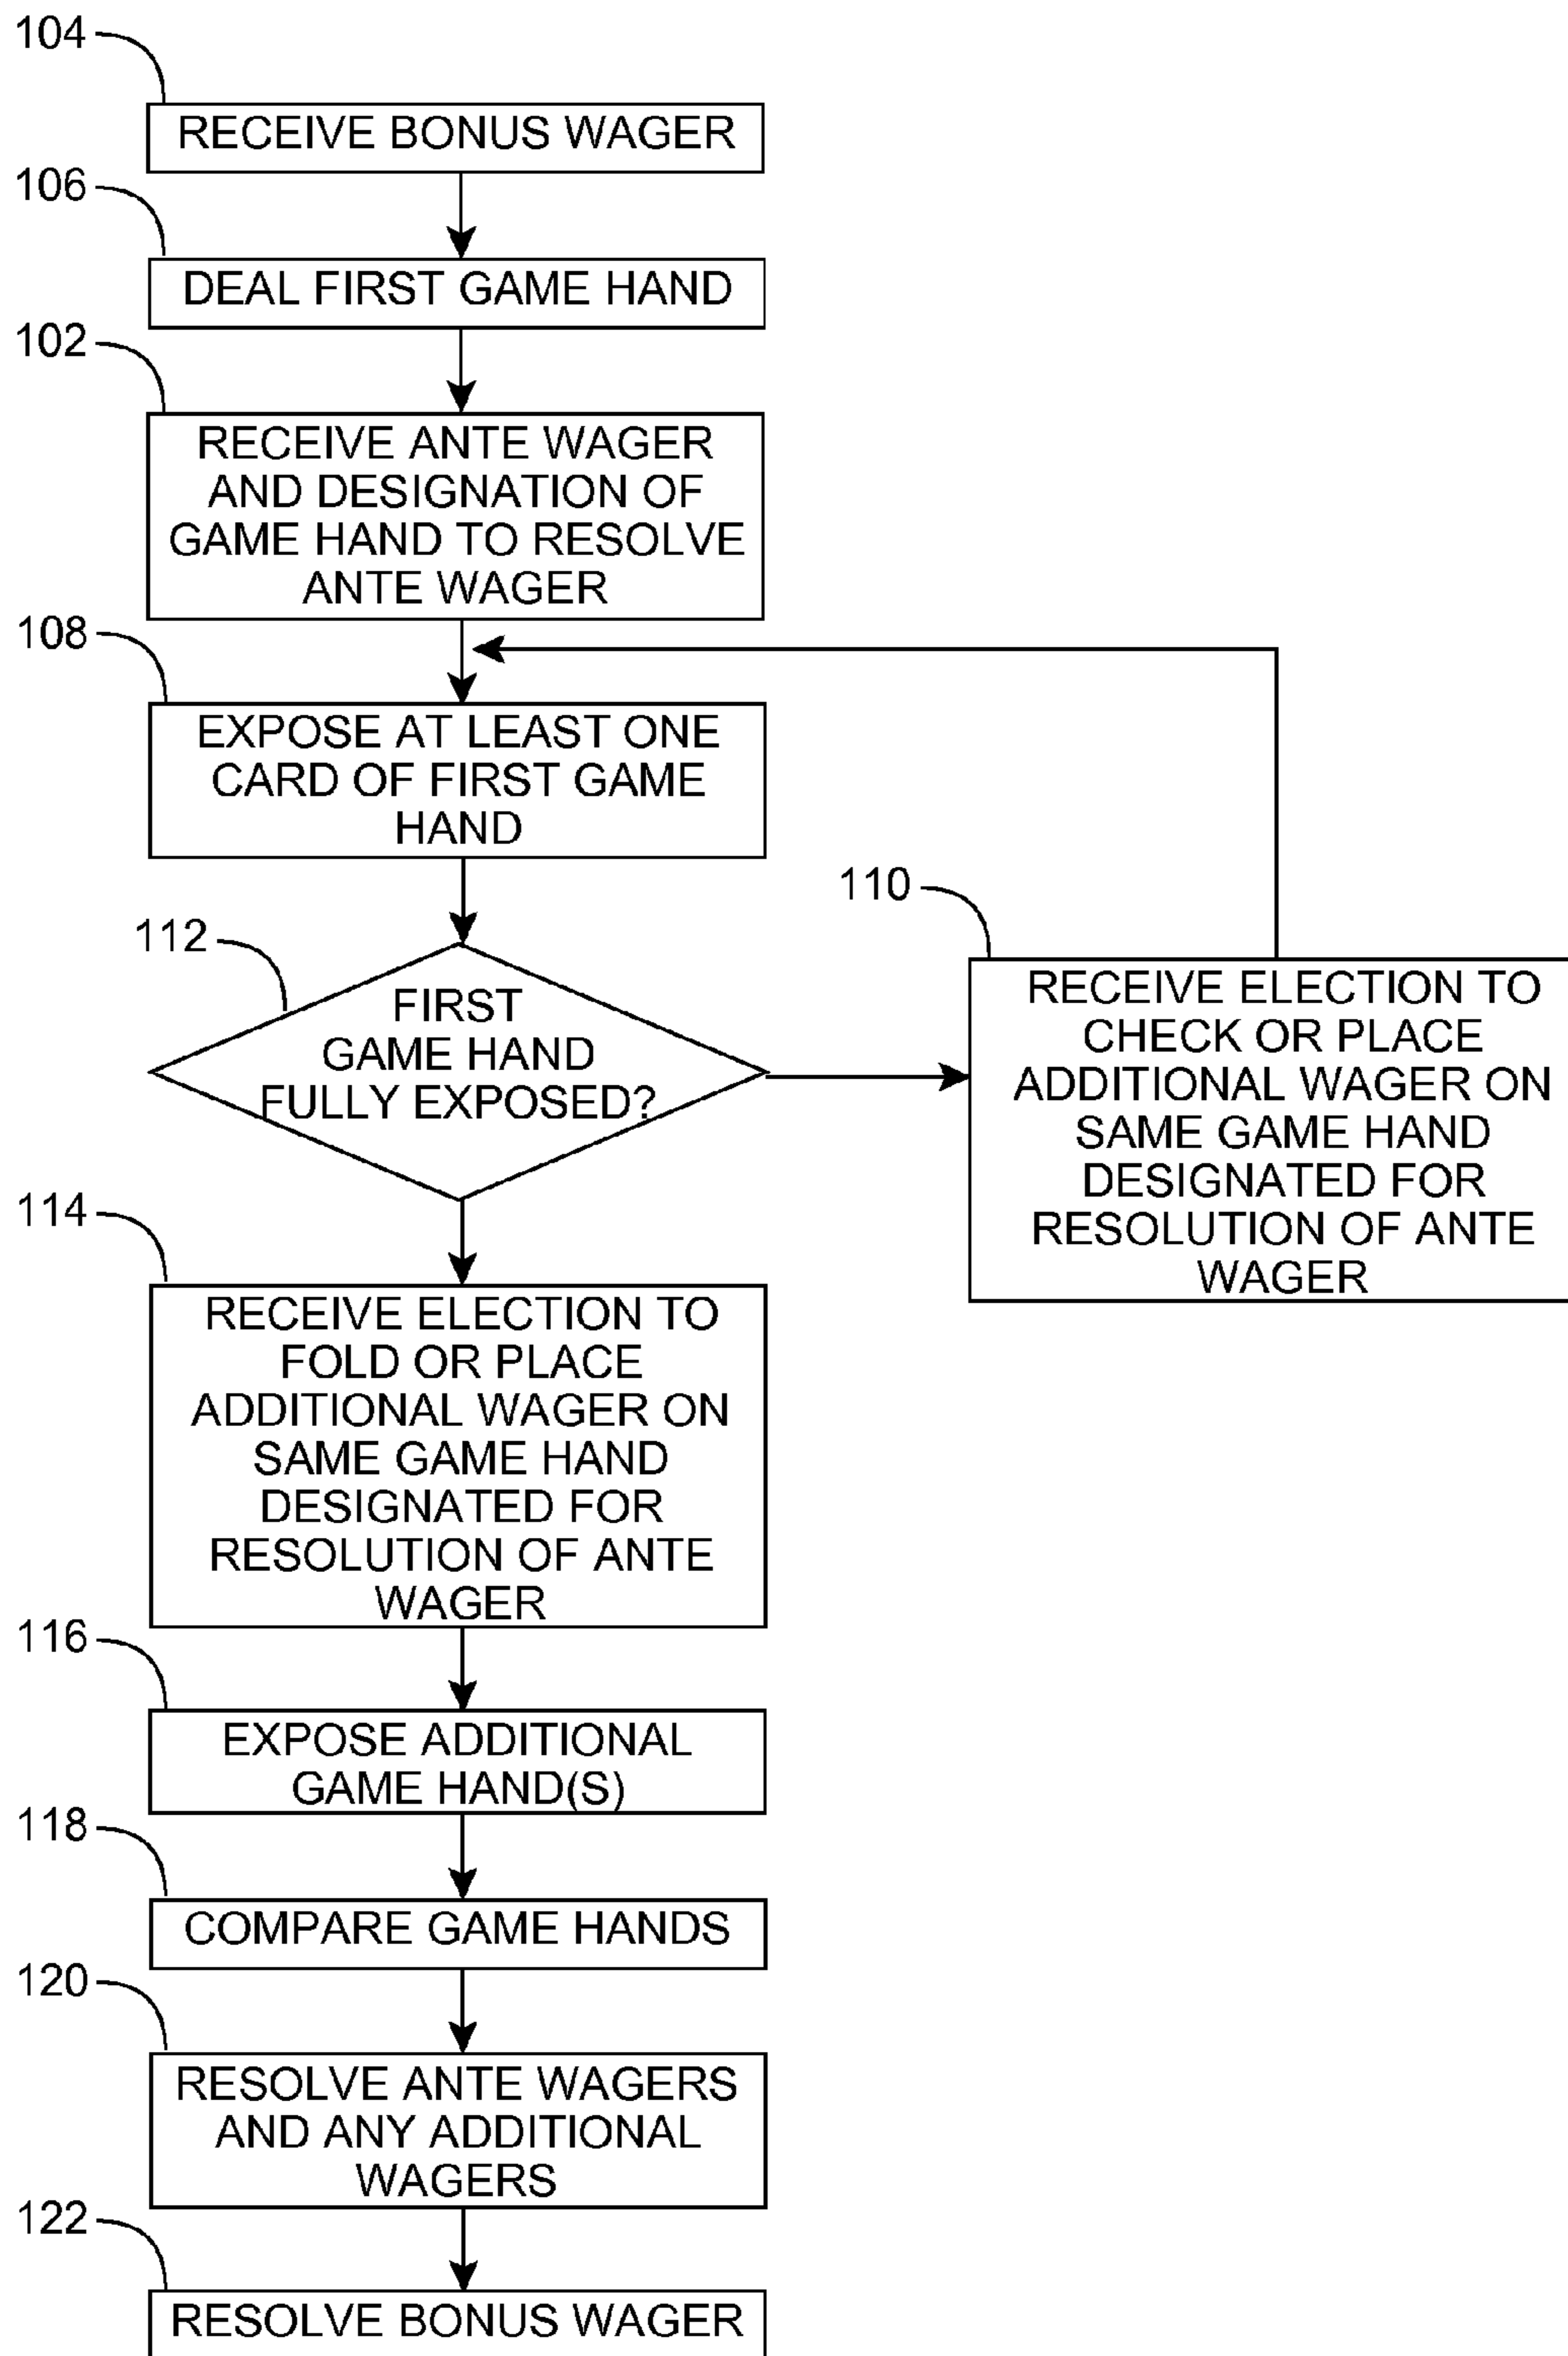 104
RECEIVE BONUS WAGER
106
DEAL FIRST GAME HAND
102
RECEIVE ANTE WAGER
AND DESIGNATION OF
GAME HAND TO RESOLVE
ANTE WAGER
108
EXPOSE AT LEAST ONE
CARD OF FIRST GAME
HAND
112
FIRST
GAME HAND
FULLY EXPOSED?
110
RECEIVE ELECTION TO
CHECK OR PLACE
ADDITIONAL WAGER ON
SAME GAME HAND
DESIGNATED FOR
RESOLUTION OF ANTE
WAGER
114
RECEIVE ELECTION TO
FOLD OR PLACE
ADDITIONAL WAGER ON
SAME GAME HAND
DESIGNATED FOR
RESOLUTION OF ANTE
WAGER
116
EXPOSE ADDITIONAL
GAME HAND(S)
118
COMPARE GAME HANDS
120
RESOLVE ANTE WAGERS
AND ANY ADDITIONAL
WAGERS
122
RESOLVE BONUS WAGER